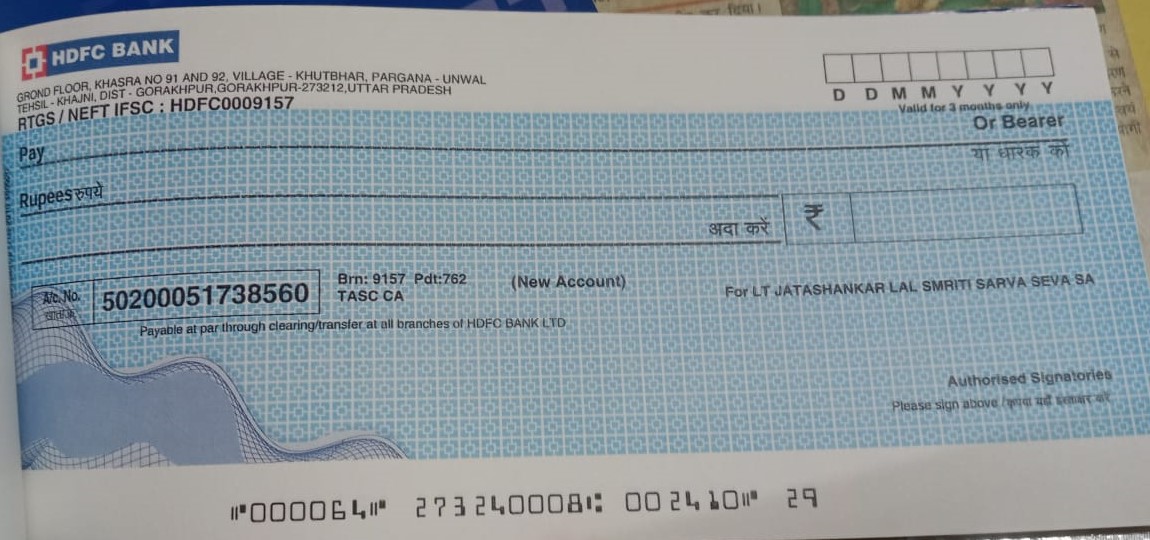 HDFC BANK
GROND FLOOR, KHASRA NO 91 AND 92, VILLAGE - KHUTBHAR, PARGANA - UNWAL
TEHSIL - KHAJNI, DIST - GORAKHPUR,GORAKHPUR-273212,UTTAR PRADESH
RTGS / NEFT IFSC : HDFC0009157
D D M M Y Y Y Y
Valid for 3 months only
Pay
Or Bearer
या धारक को
Rupees रुपये
अदा करें
₹
A/c. No.
50200051738560
Brn: 9157 Pdt:762 (New Account)
TASC CA
For LT JATASHANKAR LAL SMRITI SARVA SEVA SA
Payable at par through clearing/transfer at all branches of HDFC BANK LTD
Authorised Signatories
Please sign above / कृपया यहाँ हस्ताक्षर करें
⑈000064⑈ 273240008⑆ 002410⑈ 29